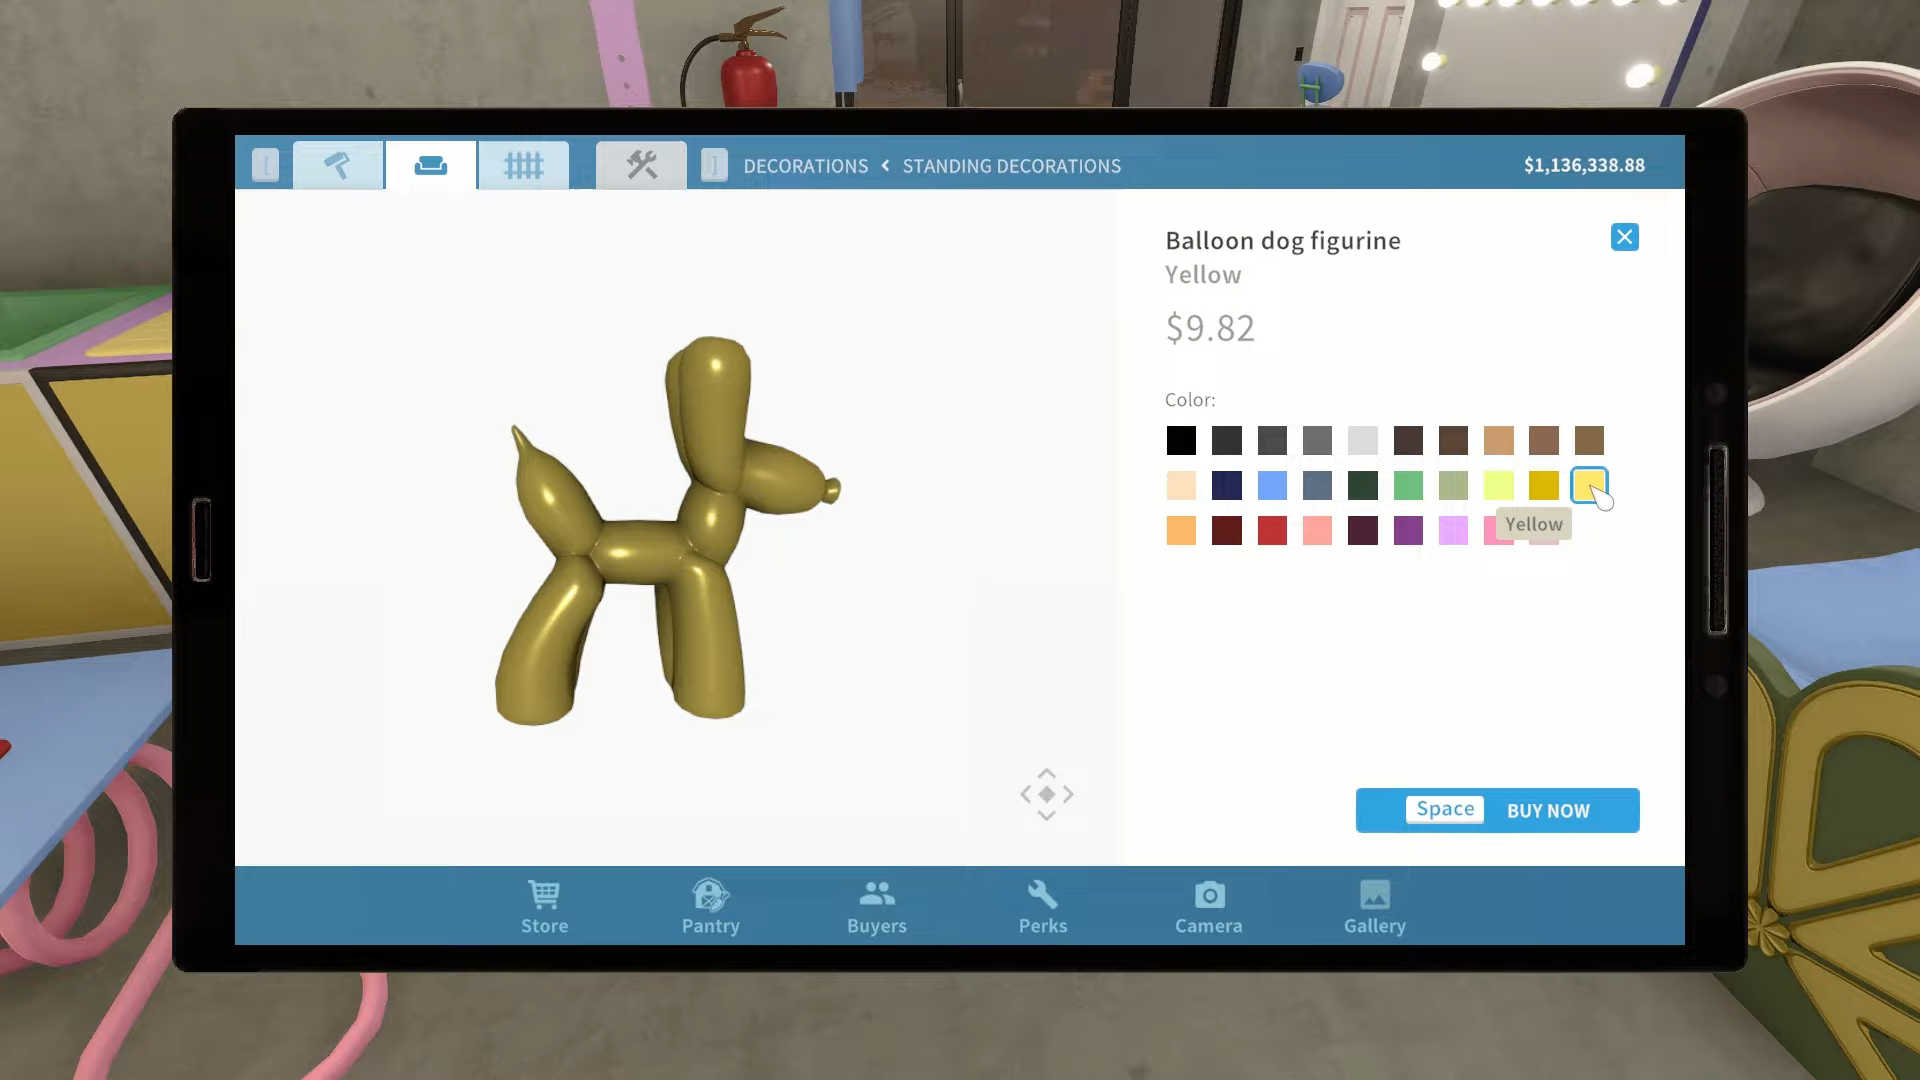 [ ] DECORATIONS < STANDING DECORATIONS $1,136,338.88
Balloon dog figurine
Yellow
$9.82
Color:
Yellow
Space BUY NOW
Store Pantry Buyers Perks Camera Gallery